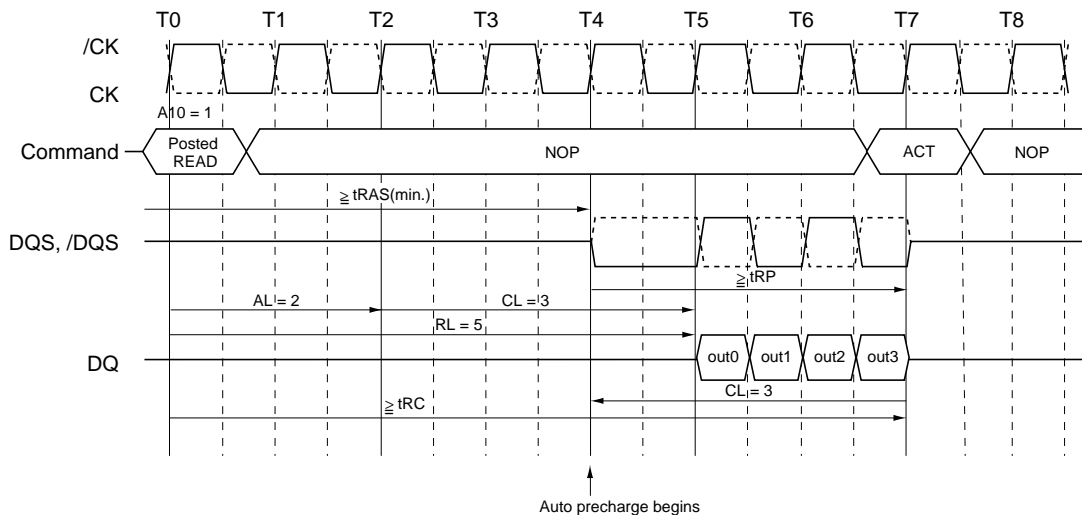 T0 T1 T2 T3 T4 T5 T6 T7 T8
/CK
CK
A10 = 1
Command
Posted
READ
NOP
ACT
NOP
≧ tRAS(min.)
DQS, /DQS
≧ tRP
AL = 2
CL = 3
RL = 5
DQ
out0 out1 out2 out3
CL = 3
≧ tRC
Auto precharge begins